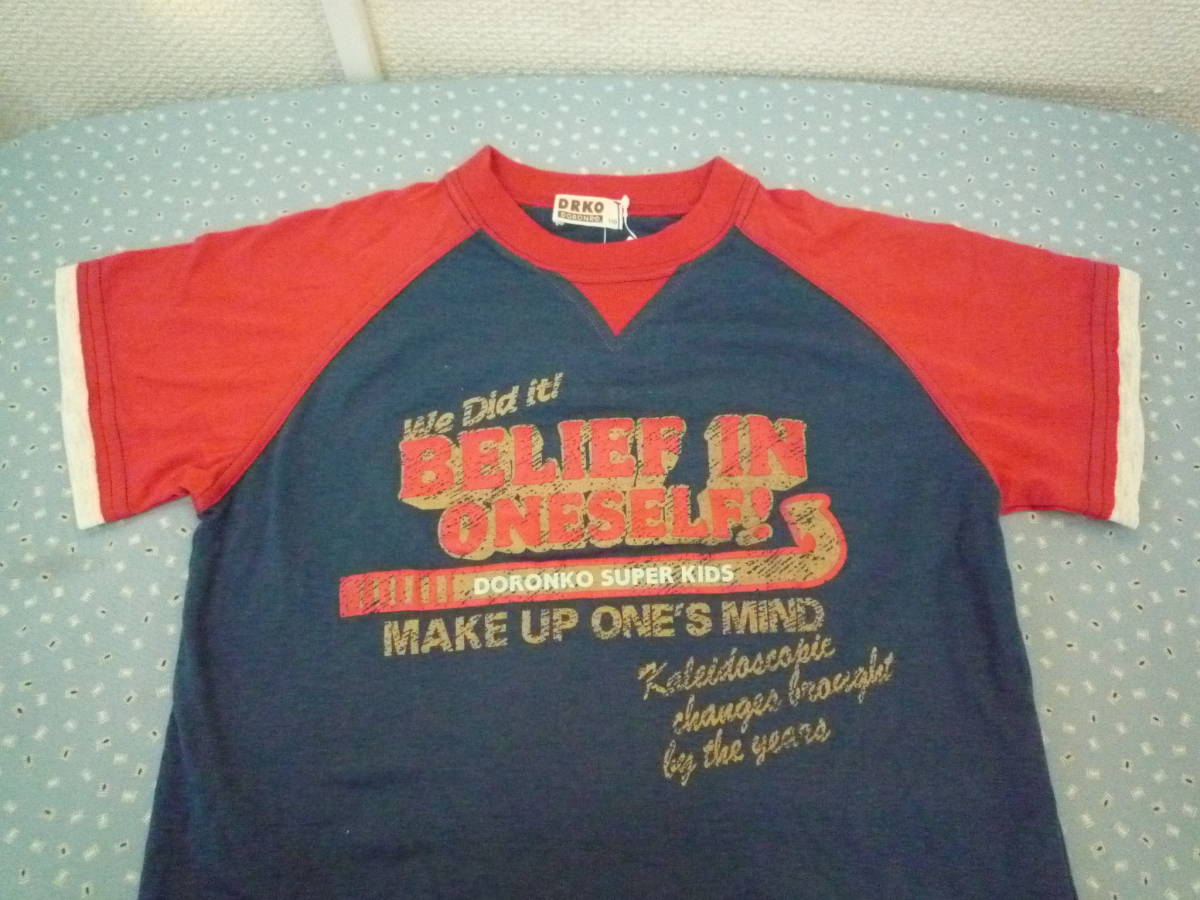 DRKO
DORONKO
We Did it!
BELIEF IN
ONESELF!
DORONKO SUPER KIDS
MAKE UP ONE'S MIND
Kaleidoscopic
changes brought
by the years